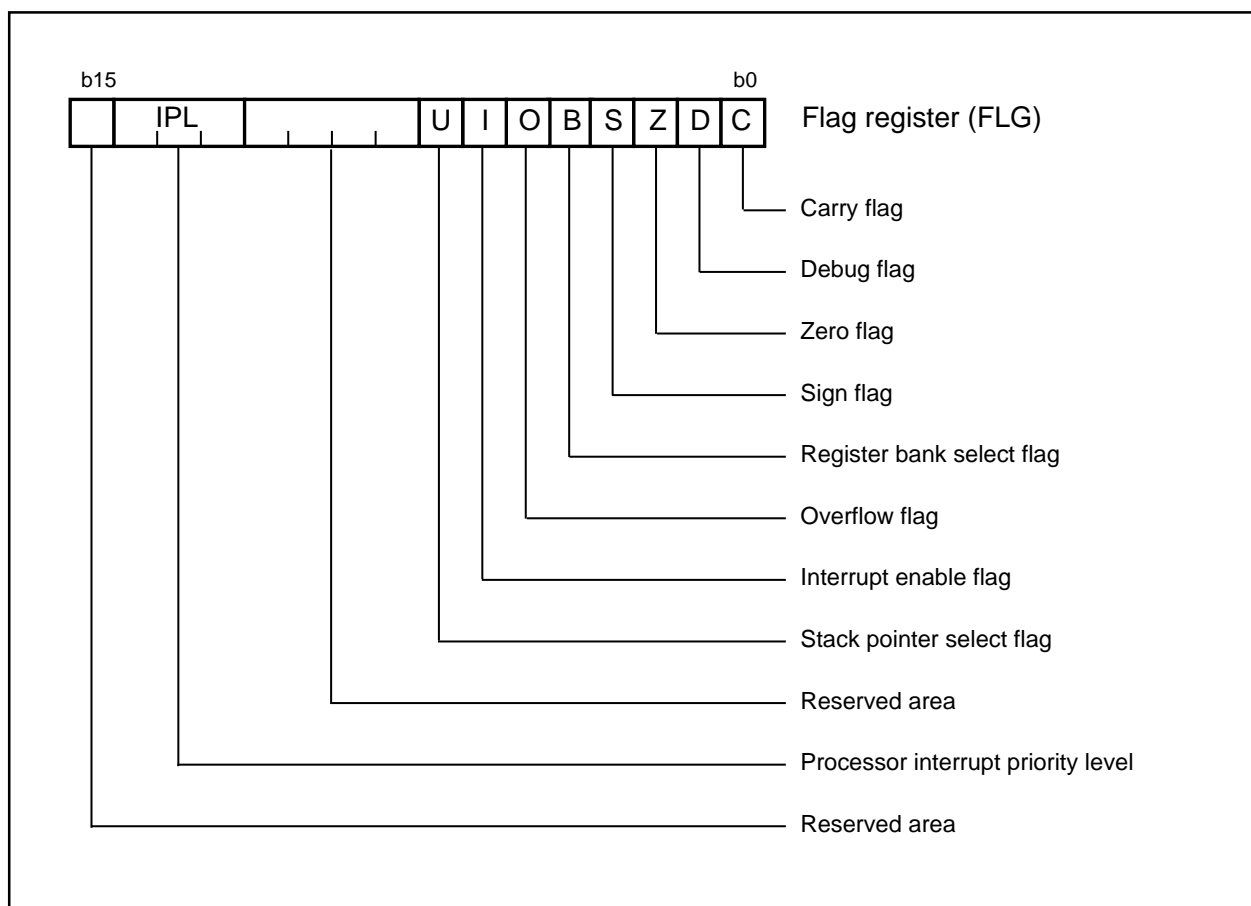 b15
b0
IPL
U I O B S Z D C
Flag register (FLG)
Carry flag
Debug flag
Zero flag
Sign flag
Register bank select flag
Overflow flag
Interrupt enable flag
Stack pointer select flag
Reserved area
Processor interrupt priority level
Reserved area